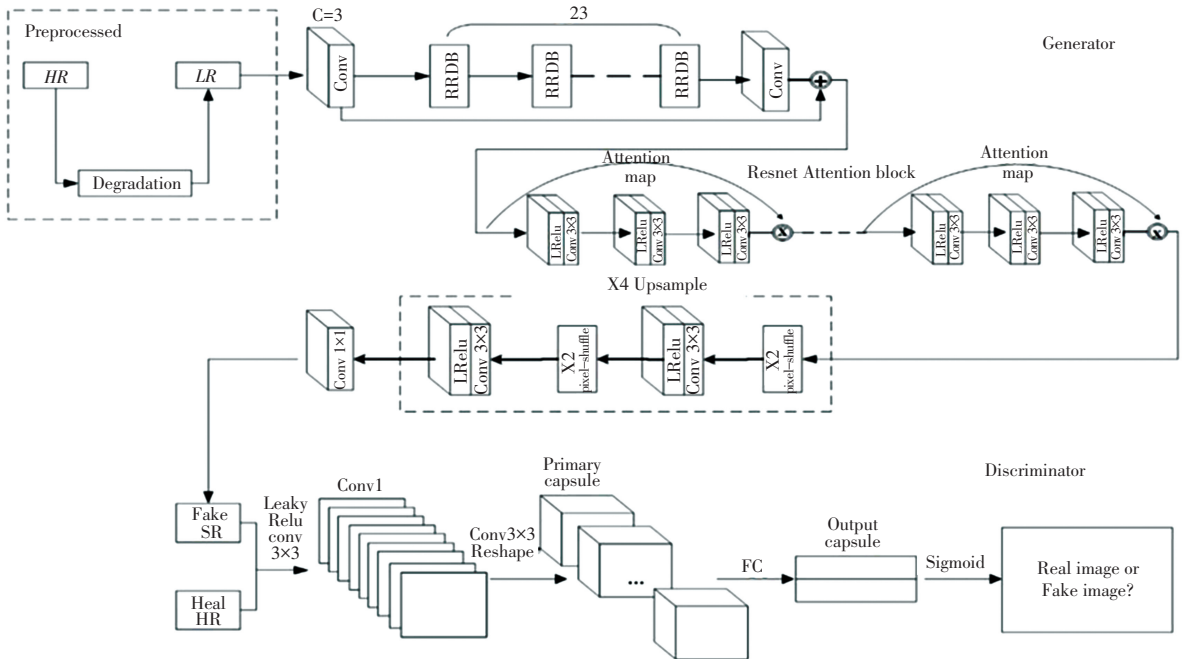 Preprocessed
HR
LR
Degradation
C=3
Conv
23
RRDB
RRDB
RRDB
Conv
Generator
Attention
map
Resnet Attention block
Attention
map
LRelu
Conv 3×3
LRelu
Conv 3×3
LRelu
Conv 3×3
LRelu
Conv 3×3
LRelu
Conv 3×3
LRelu
Conv 3×3
X4 Upsample
Conv 1×1
LRelu
Conv 3×3
X2
pixel-shuffle
LRelu
Conv 3×3
X2
pixel-shuffle
Discriminator
Fake
SR
Heal
HR
Leaky
Relu
conv
3×3
Conv1
Conv3×3
Reshape
Primary
capsule
...
FC
Output
capsule
Sigmoid
Real image or
Fake image?